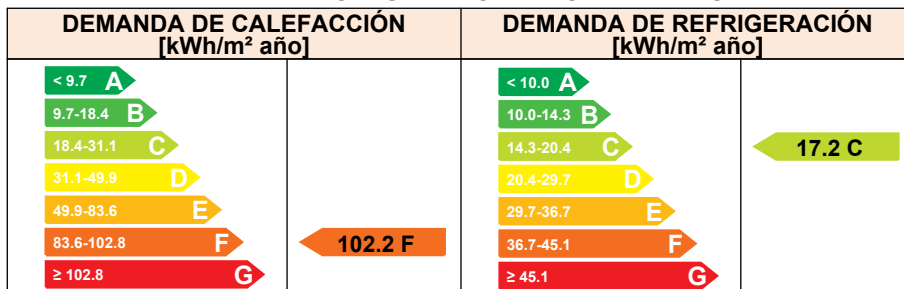 DEMANDA DE CALEFACCIÓN
[kWh/m² año]
< 9.7 A
9.7-18.4 B
18.4-31.1 C
31.1-49.9 D
49.9-83.6 E
83.6-102.8 F
≥ 102.8 G
102.2 F
DEMANDA DE REFRIGERACIÓN
[kWh/m² año]
< 10.0 A
10.0-14.3 B
14.3-20.4 C
20.4-29.7 D
29.7-36.7 E
36.7-45.1 F
≥ 45.1 G
17.2 C